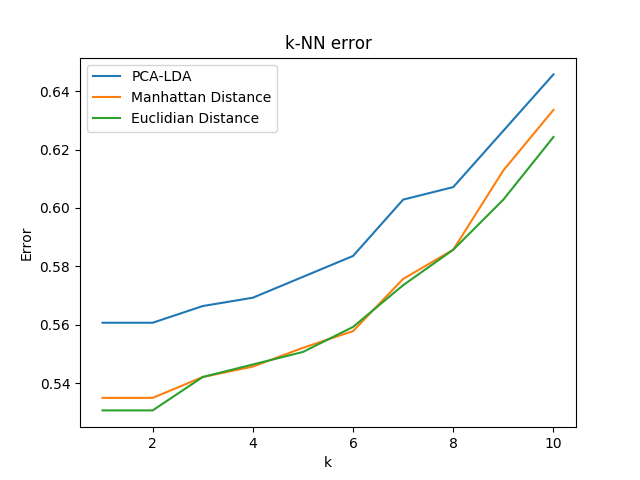 k-NN error
PCA-LDA
Manhattan Distance
Euclidian Distance
0.64
0.62
0.60
0.58
0.56
0.54
Error
2 4 6 8 10
k